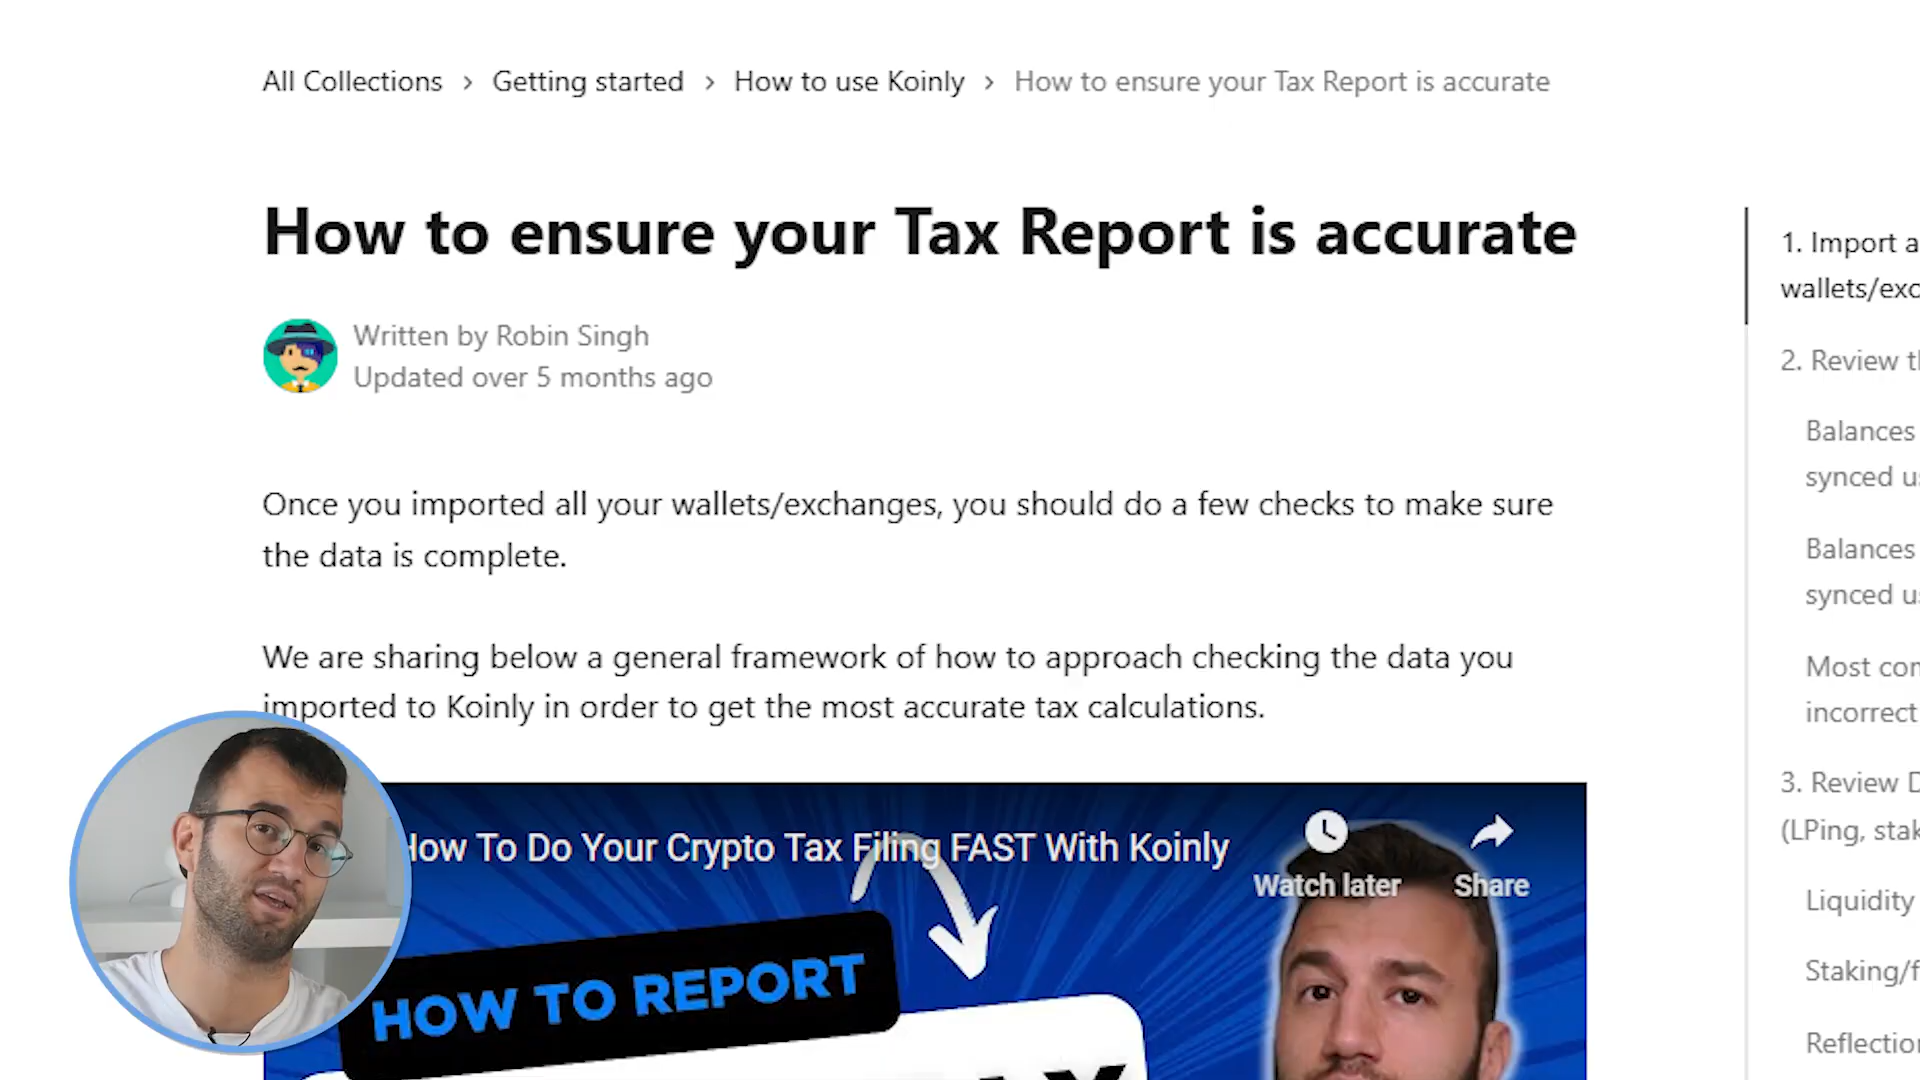 All Collections > Getting started > How to use Koinly > How to ensure your Tax Report is accurate
How to ensure your Tax Report is accurate
Written by Robin Singh
Updated over 5 months ago
Once you imported all your wallets/exchanges, you should do a few checks to make sure
the data is complete.
We are sharing below a general framework of how to approach checking the data you
imported to Koinly in order to get the most accurate tax calculations.
How To Do Your Crypto Tax Filing FAST With Koinly
Watch later
Share
HOW TO REPORT
1. Import a
wallets/exc
2. Review t
Balances
synced u
Balances
synced u
Most com
incorrect
3. Review D
(LPing, stak
Liquidity
Staking/f
Reflection